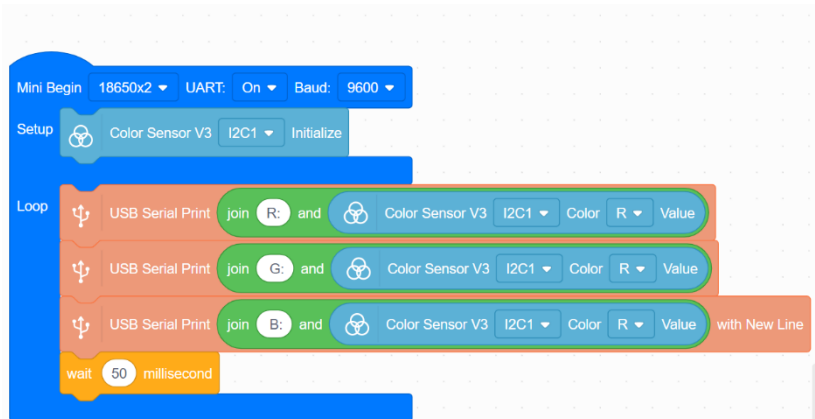 Mini Begin 18650x2 UART: On Baud: 9600
Setup Color Sensor V3 I2C1 Initialize
Loop USB Serial Print join R: and Color Sensor V3 I2C1 Color R Value
USB Serial Print join G: and Color Sensor V3 I2C1 Color R Value
USB Serial Print join B: and Color Sensor V3 I2C1 Color R Value with New Line
wait 50 millisecond